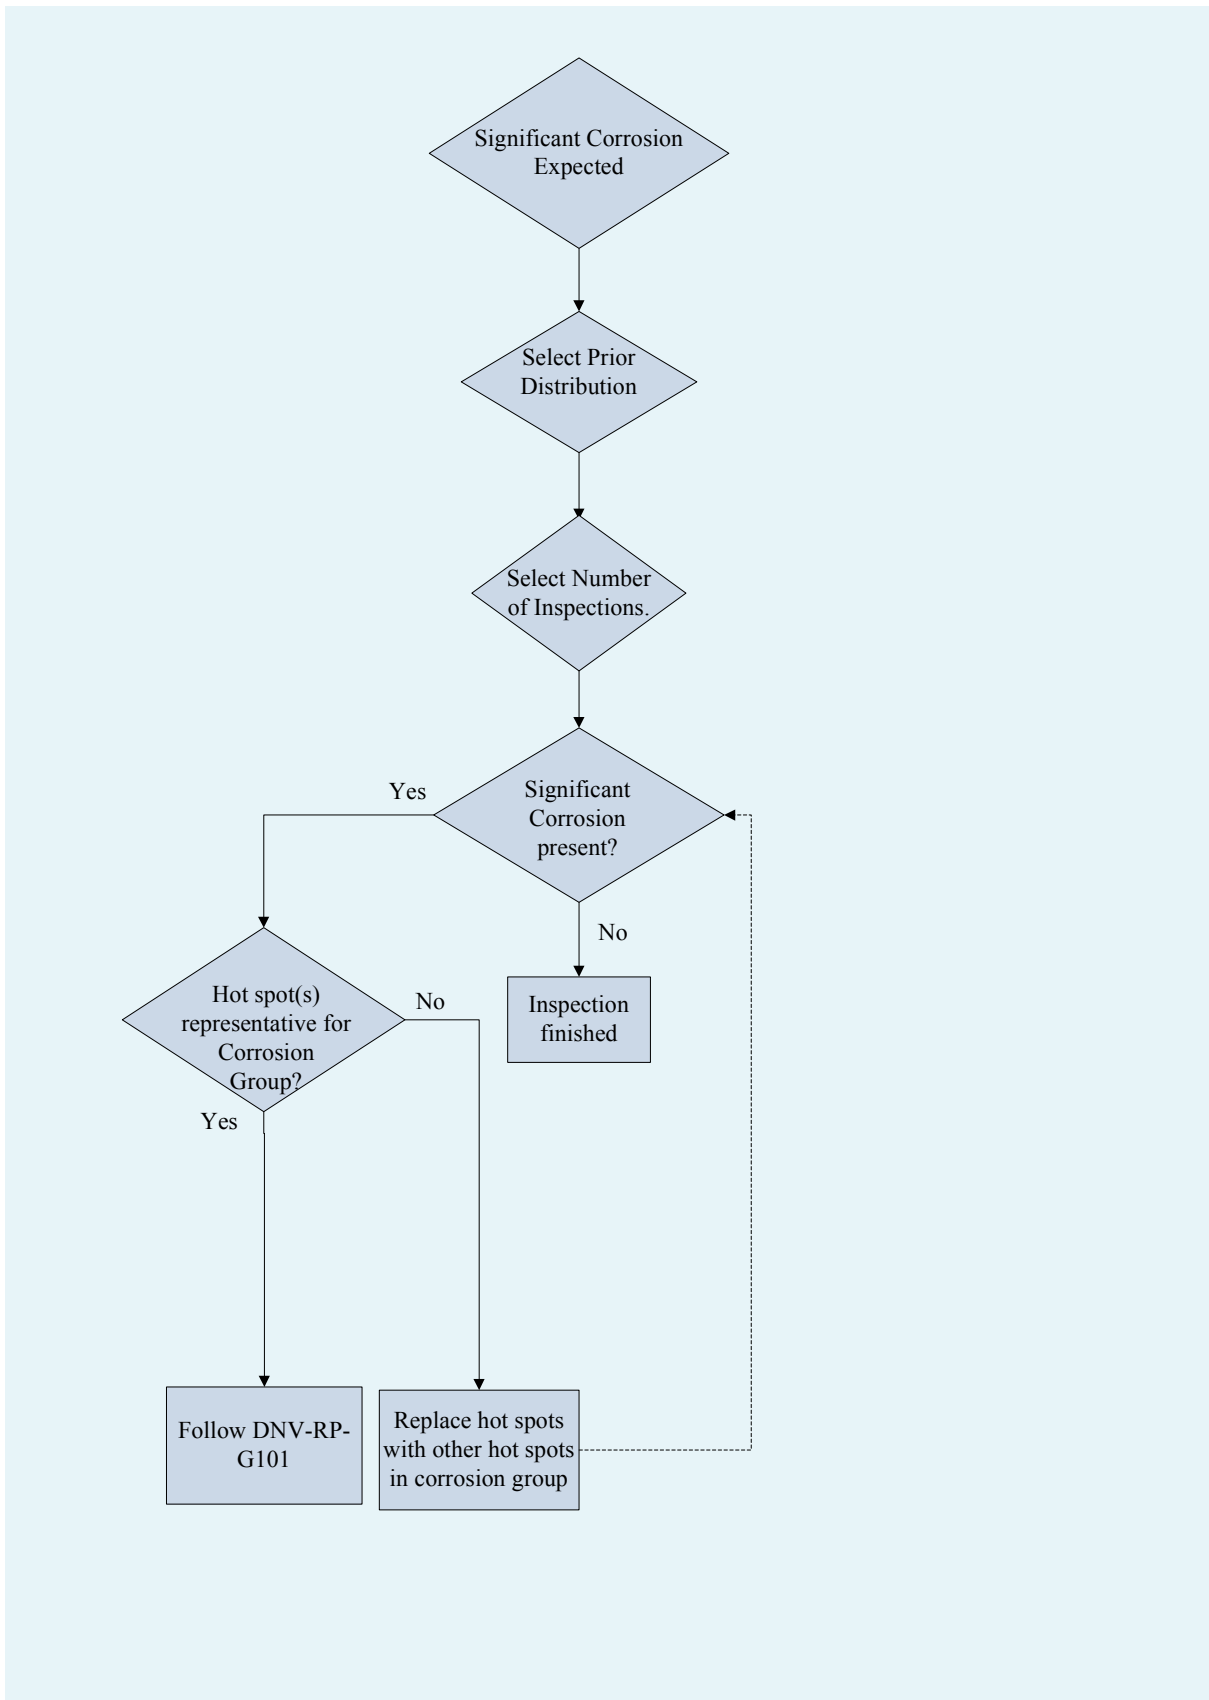 Significant Corrosion
Expected
Select Prior
Distribution
Select Number
of Inspections.
Yes
Significant
Corrosion
present?
No
Hot spot(s)
representative for
Corrosion
Group?
No
Inspection
finished
Yes
Follow DNV-RP-
G101
Replace hot spots
with other hot spots
in corrosion group